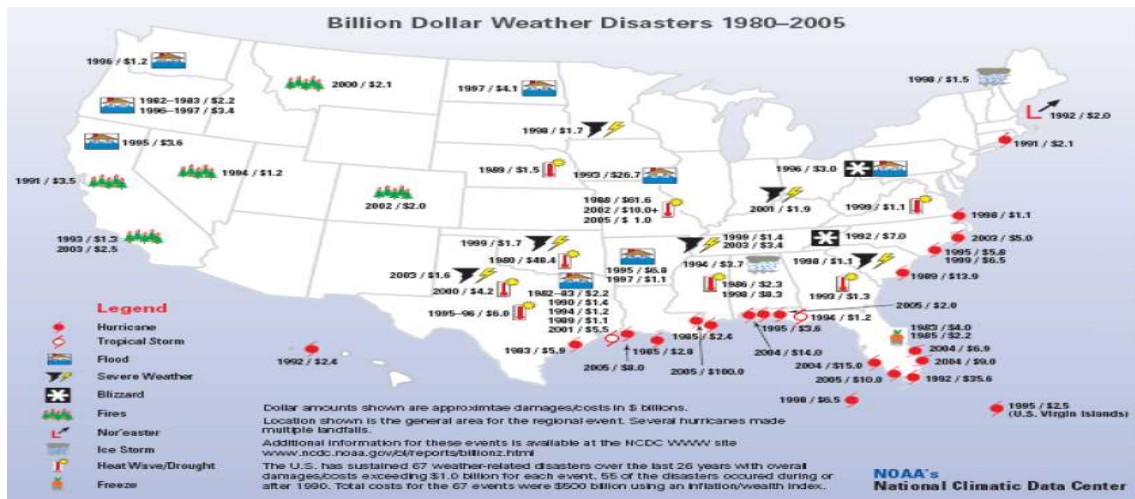 Billion Dollar Weather Disasters 1980–2005
1996 / $1.2
2000 / $2.1
1997 / $4.1
1998 / $1.5
1982–1983 / $2.2
1996–1997 / $3.4
1992 / $2.0
1998 / $1.7
1995 / $3.6
1991 / $2.1
1991 / $3.5
1994 / $1.2
1989 / $1.5
1993 / $26.7
1996 / $3.0
2002 / $2.0
1988 / $61.6
2002 / $10.0+
2005 / $ 1.0
2001 / $1.9
1999 / $1.1
1998 / $1.1
1993 / $1.3
2003 / $2.5
1999 / $1.7
1999 / $1.4
2003 / $3.4
1992 / $7.0
2003 / $5.0
1980 / $48.4
1995 / $6.8
1997 / $1.1
1994 / $3.7
1998 / $1.1
1995 / $5.8
1999 / $6.5
2003 / $1.6
2000 / $4.2
1986 / $2.3
1998 / $8.3
1989 / $13.9
1982–83 / $2.2
1990 / $1.4
1994 / $1.2
1989 / $1.1
2001 / $5.5
1993 / $1.3
1995–96 / $6.0
2005 / $2.0
1994 / $1.2
Legend
Hurricane
Tropical Storm
Flood
Severe Weather
Blizzard
Fires
Nor'easter
Ice Storm
Heat Wave/Drought
Freeze
1992 / $2.4
1983 / $5.9
2005 / $8.0
1985 / $2.8
1985 / $2.4
2005 / $100.0
1995 / $3.6
2004 / $14.0
1983 / $4.0
1985 / $2.2
2004 / $6.9
2004 / $9.0
2004 / $15.0
2005 / $10.0
1992 / $35.6
1998 / $6.5
1995 / $2.5
(U.S. Virgin Islands)
Dollar amounts shown are approximtae damages/costs in $ billions.
Location shown is the general area for the regional event. Several hurricanes made
multiple landfalls.
Additional information for these events is available at the NCDC WWW site
www.ncdc.noaa.gov/ol/reports/billionz.html
The U.S. has sustained 67 weather-related disasters over the last 26 years with overall
damages/costs exceeding $1.0 billion for each event. 55 of the disasters occured during or
after 1990. Total costs for the 67 events were $500 billion using an inflation/wealth index.
NOAA's
National Climatic Data Center